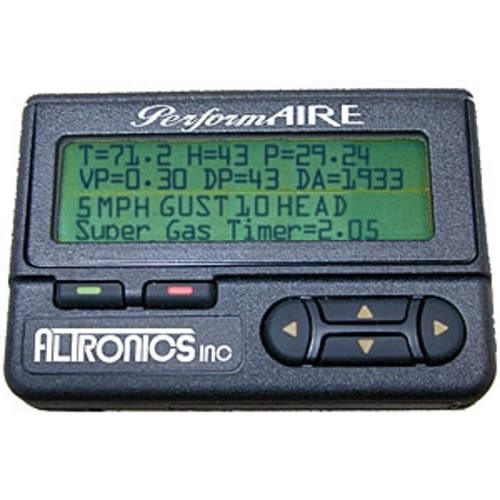 PerformAIRE
T=71.2 H=43 P=29.24
VP=0.30 DP=43 DA=1933
5 MPH GUST 10 HEAD
Super Gas Timer=2.05
ALTRONICS INC